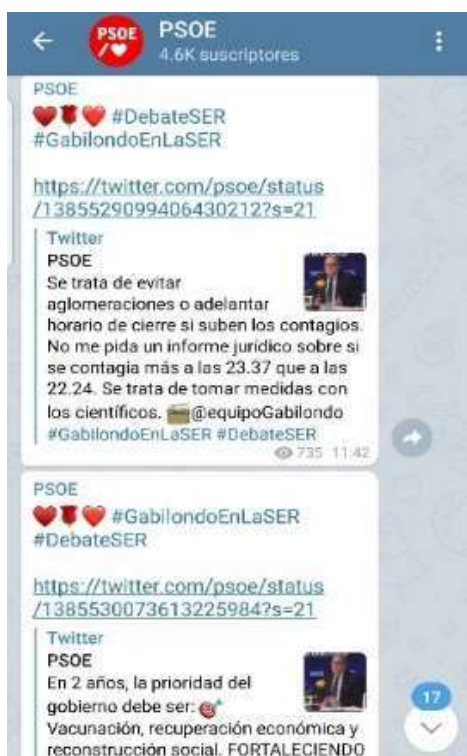 PSOE
PSOE
4.6K suscriptores
PSOE
#DebateSER
#GabilondoEnLaSER
https://twitter.com/psoe/status
/1385529099406430212?s=21
Twitter
PSOE
Se trata de evitar
aglomeraciones o adelantar
horario de cierre si suben los contagios.
No me pida un informe jurídico sobre si
se contagia más a las 23.37 que a las
22.24. Se trata de tomar medidas con
los científicos. @equipoGabilondo
#GabilondoEnLaSER #DebateSER
735 11:42
PSOE
#GabilondoEnLaSER
#DebateSER
https://twitter.com/psoe/status
/1385530073613225984?s=21
Twitter
PSOE
En 2 años, la prioridad del
gobierno debe ser:
Vacunación, recuperación económica y
reconstrucción social. FORTALECIENDO
17